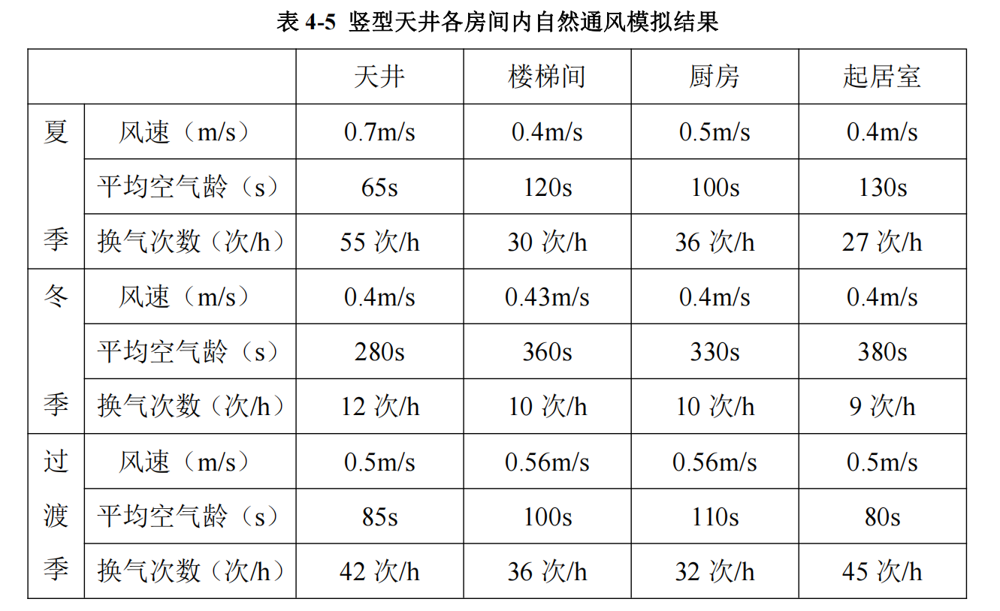 表 4-5 竖型天井各房间内自然通风模拟结果
天井 楼梯间 厨房 起居室
夏季 风速（m/s） 0.7m/s 0.4m/s 0.5m/s 0.4m/s
平均空气龄（s） 65s 120s 100s 130s
换气次数（次/h） 55 次/h 30 次/h 36 次/h 27 次/h
冬季 风速（m/s） 0.4m/s 0.43m/s 0.4m/s 0.4m/s
平均空气龄（s） 280s 360s 330s 380s
换气次数（次/h） 12 次/h 10 次/h 10 次/h 9 次/h
过渡季 风速（m/s） 0.5m/s 0.56m/s 0.56m/s 0.5m/s
平均空气龄（s） 85s 100s 110s 80s
换气次数（次/h） 42 次/h 36 次/h 32 次/h 45 次/h